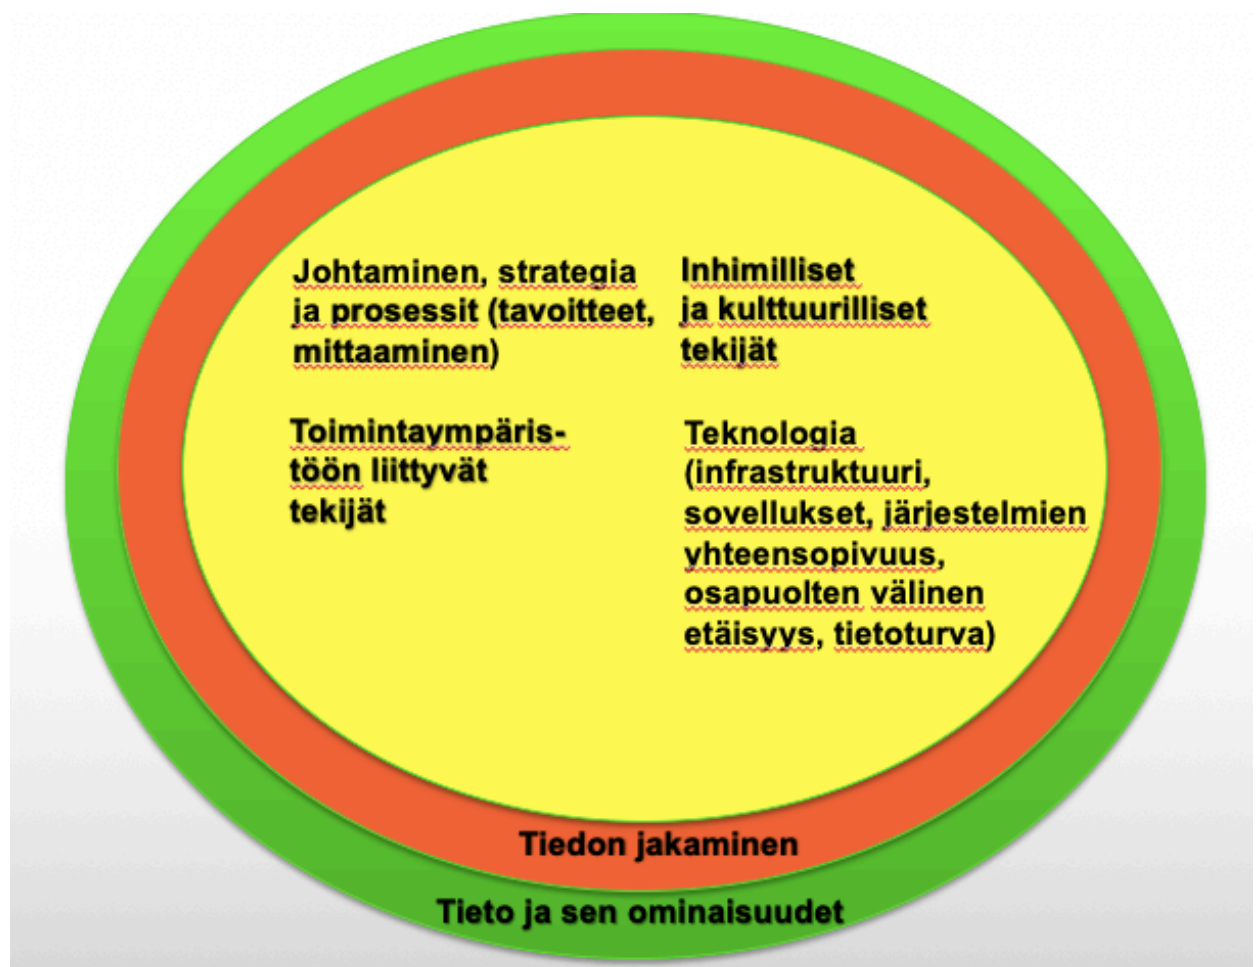 Johtaminen, strategia
ja prosessit (tavoitteet,
mittaaminen)
Inhimilliset
ja kulttuurilliset
tekijät
Toimintaympäris-
töön liittyvät
tekijät
Teknologia
(infrastruktuuri,
sovellukset, järjestelmien
yhteensopivuus,
osapuolten välinen
etäisyys, tietoturva)
Tiedon jakaminen
Tieto ja sen ominaisuudet